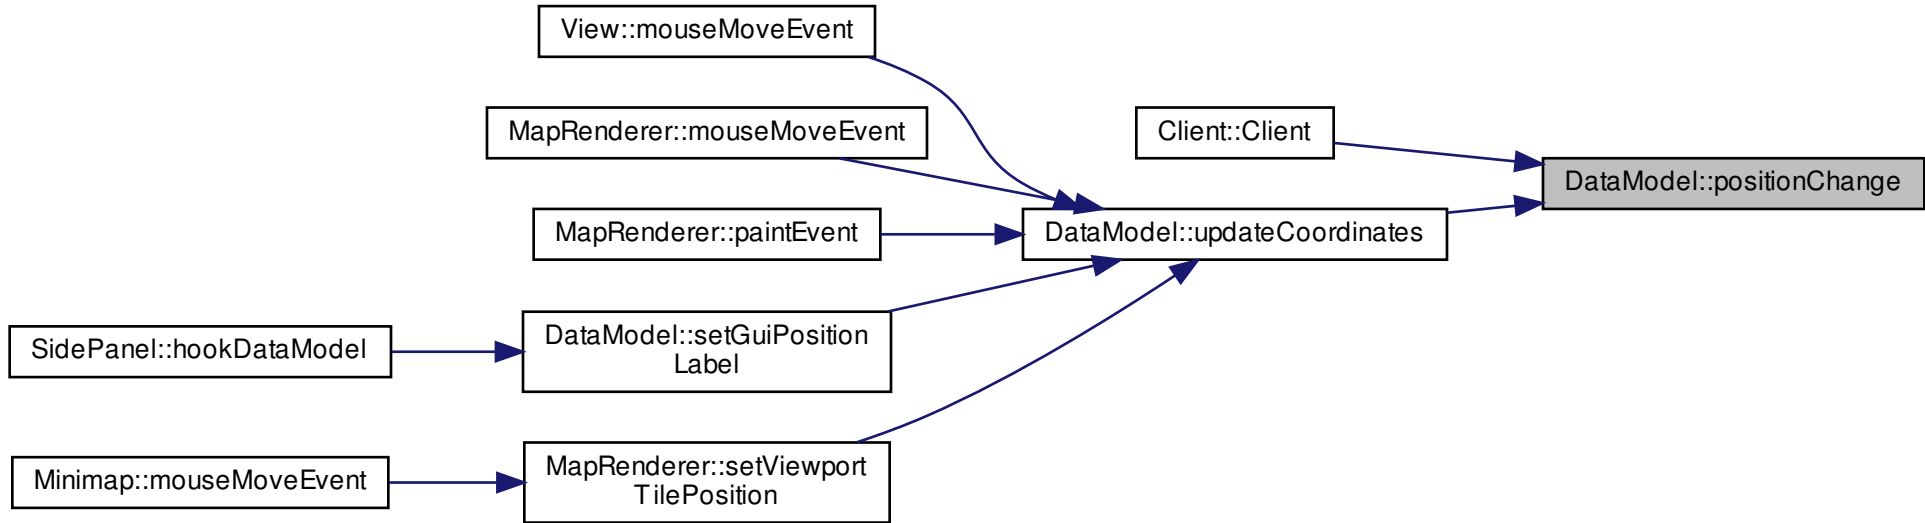 View::mouseMoveEvent
MapRenderer::mouseMoveEvent
Client::Client
DataModel::positionChange
MapRenderer::paintEvent
DataModel::updateCoordinates
SidePanel::hookDataModel
DataModel::setGuiPosition
Label
Minimap::mouseMoveEvent
MapRenderer::setViewport
TilePosition